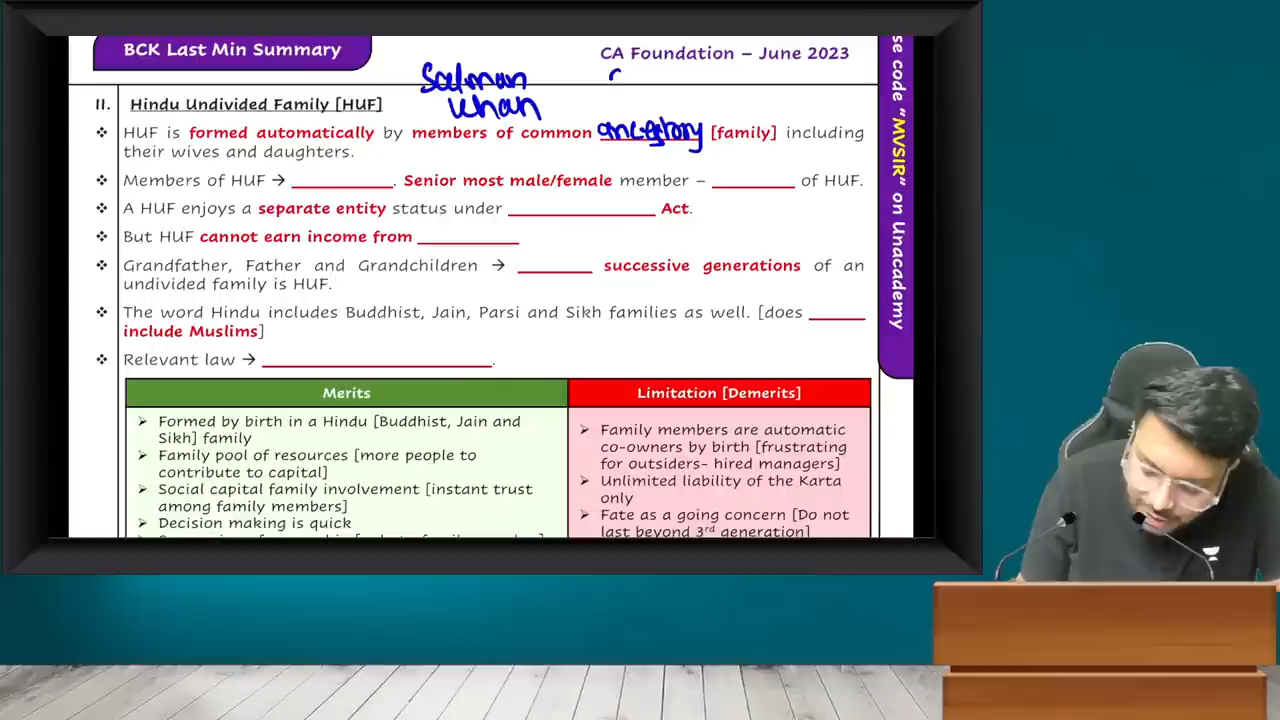 BCK Last Min Summary
CA Foundation – June 2023
Salman
khan
II. Hindu Undivided Family [HUF]
❖ HUF is formed automatically by members of common ancestory [family] including
their wives and daughters.
❖ Members of HUF → __________. Senior most male/female member – ________ of HUF.
❖ A HUF enjoys a separate entity status under ______________ Act.
❖ But HUF cannot earn income from __________
❖ Grandfather, Father and Grandchildren → _______ successive generations of an
undivided family is HUF.
❖ The word Hindu includes Buddhist, Jain, Parsi and Sikh families as well. [does _____
include Muslims]
❖ Relevant law → ______________________.
Merits
➢ Formed by birth in a Hindu [Buddhist, Jain and
Sikh] family
➢ Family pool of resources [more people to
contribute to capital]
➢ Social capital family involvement [instant trust
among family members]
➢ Decision making is quick
Limitation [Demerits]
➢ Family members are automatic
co-owners by birth [frustrating
for outsiders- hired managers]
➢ Unlimited liability of the Karta
only
➢ Fate as a going concern [Do not
last beyond 3rd generation]
se code "MVSIR" on Unacademy